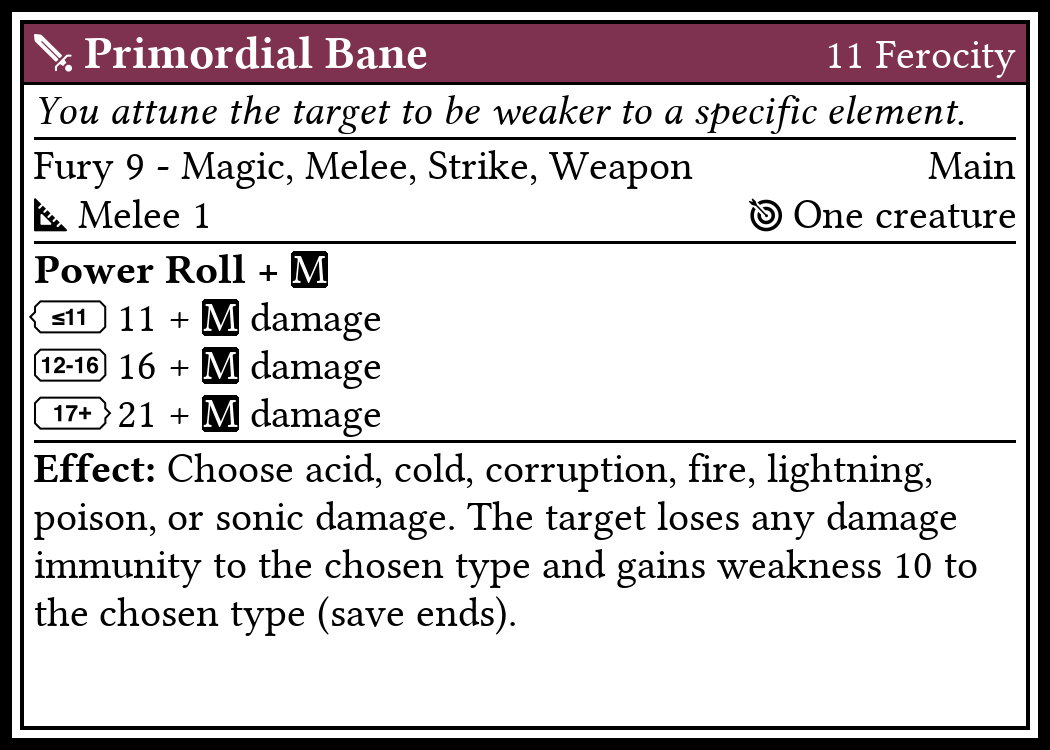 Primordial Bane 11 Ferocity
You attune the target to be weaker to a specific element.
Fury 9 - Magic, Melee, Strike, Weapon Main
Melee 1 One creature
Power Roll + M
≤11 11 + M damage
12-16 16 + M damage
17+ 21 + M damage
Effect: Choose acid, cold, corruption, fire, lightning,
poison, or sonic damage. The target loses any damage
immunity to the chosen type and gains weakness 10 to
the chosen type (save ends).